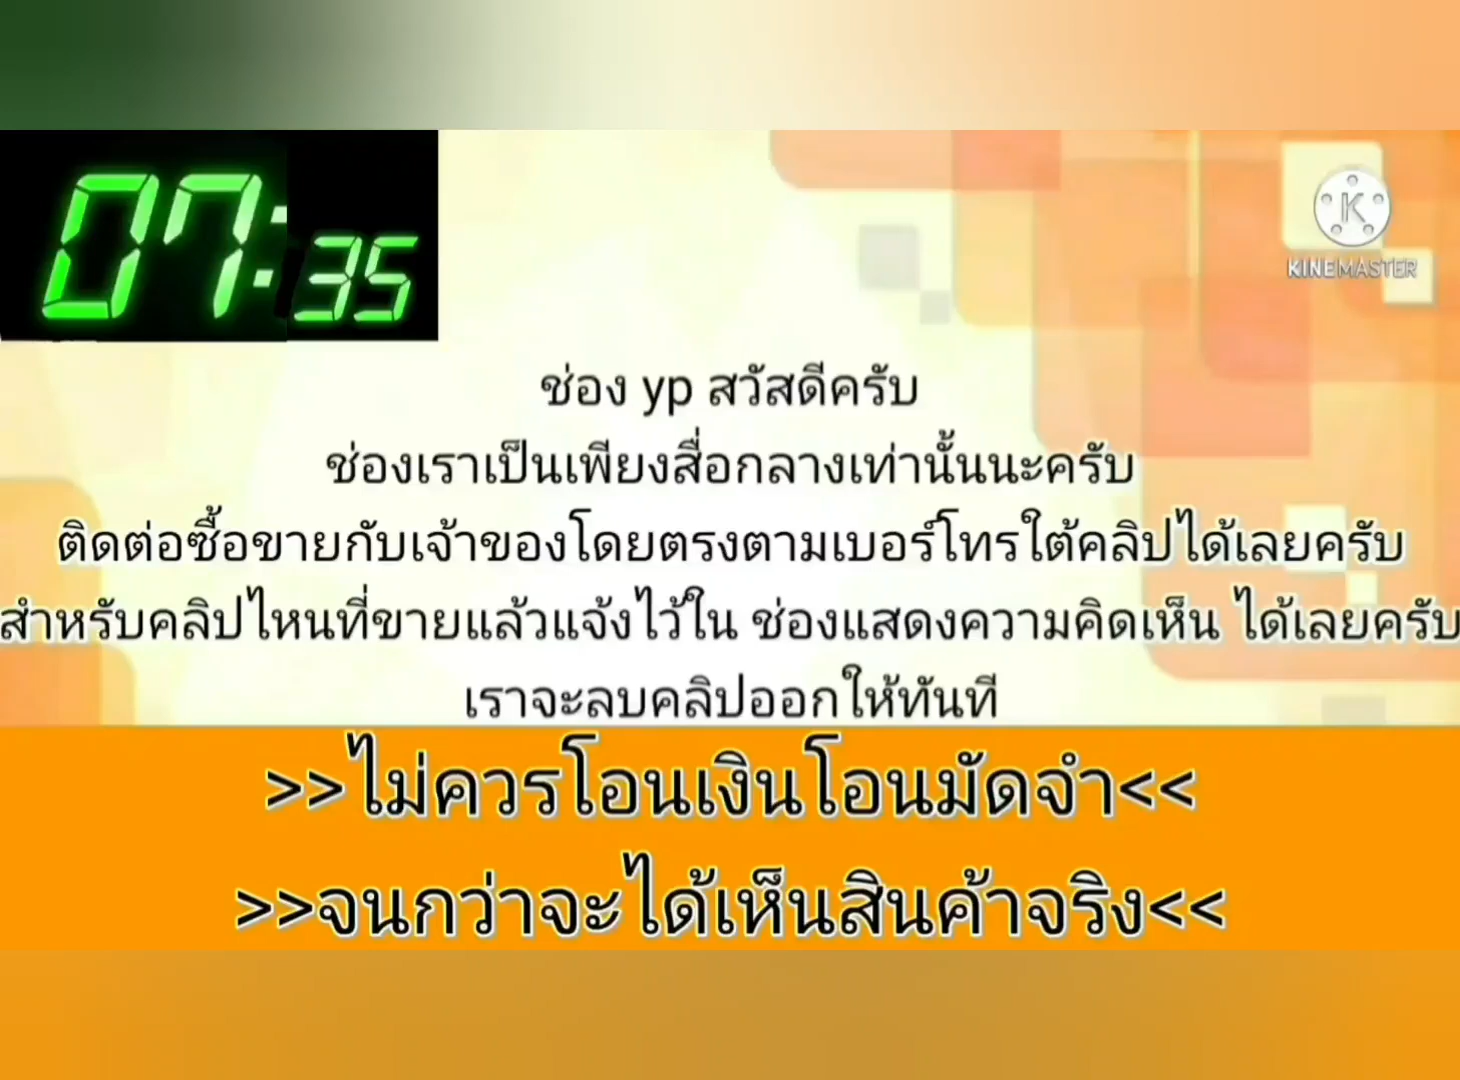 07:35
KINEMASTER
ช่อง yp สวัสดีครับ
ช่องเราเป็นเพียงสื่อกลางเท่านั้นนะครับ
ติดต่อซื้อขายกับเจ้าของโดยตรงตามเบอร์โทรใต้คลิปได้เลยครับ
สำหรับคลิปไหนที่ขายแล้วแจ้งไว้ใน ช่องแสดงความคิดเห็น ได้เลยครับ
เราจะลบคลิปออกให้ทันที
>>ไม่ควรโอนเงินโอนมัดจำ<<
>>จนกว่าจะได้เห็นสินค้าจริง<<